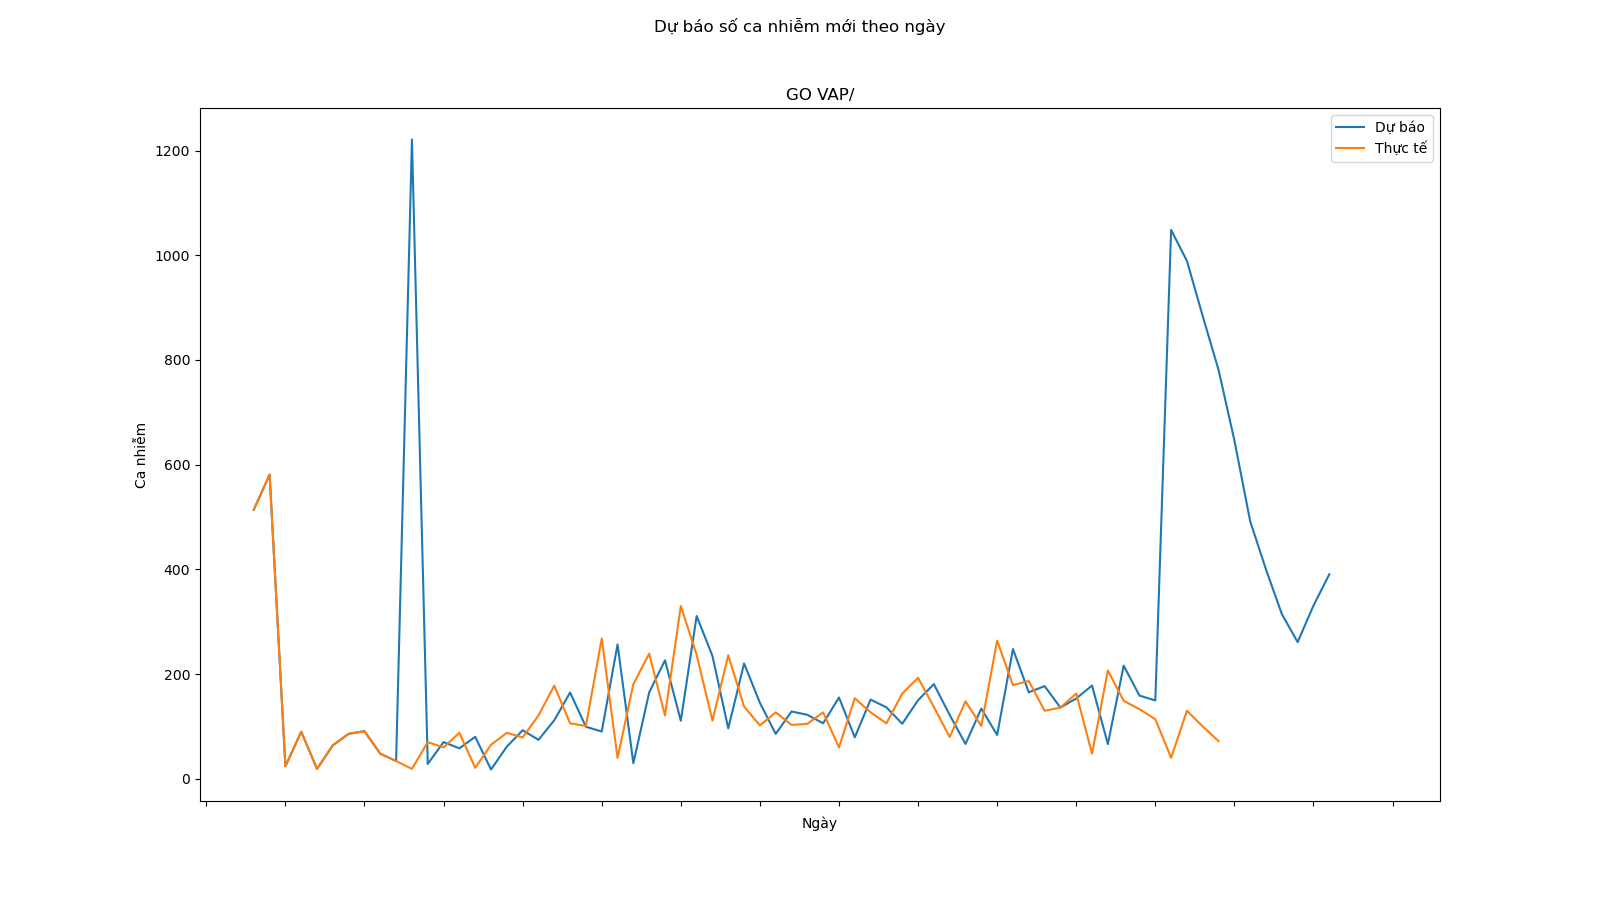 Dự báo số ca nhiễm mới theo ngày
GO VAP/
Dự báo
Thực tế
1200
1000
800
600
400
200
0
Ca nhiễm
Ngày